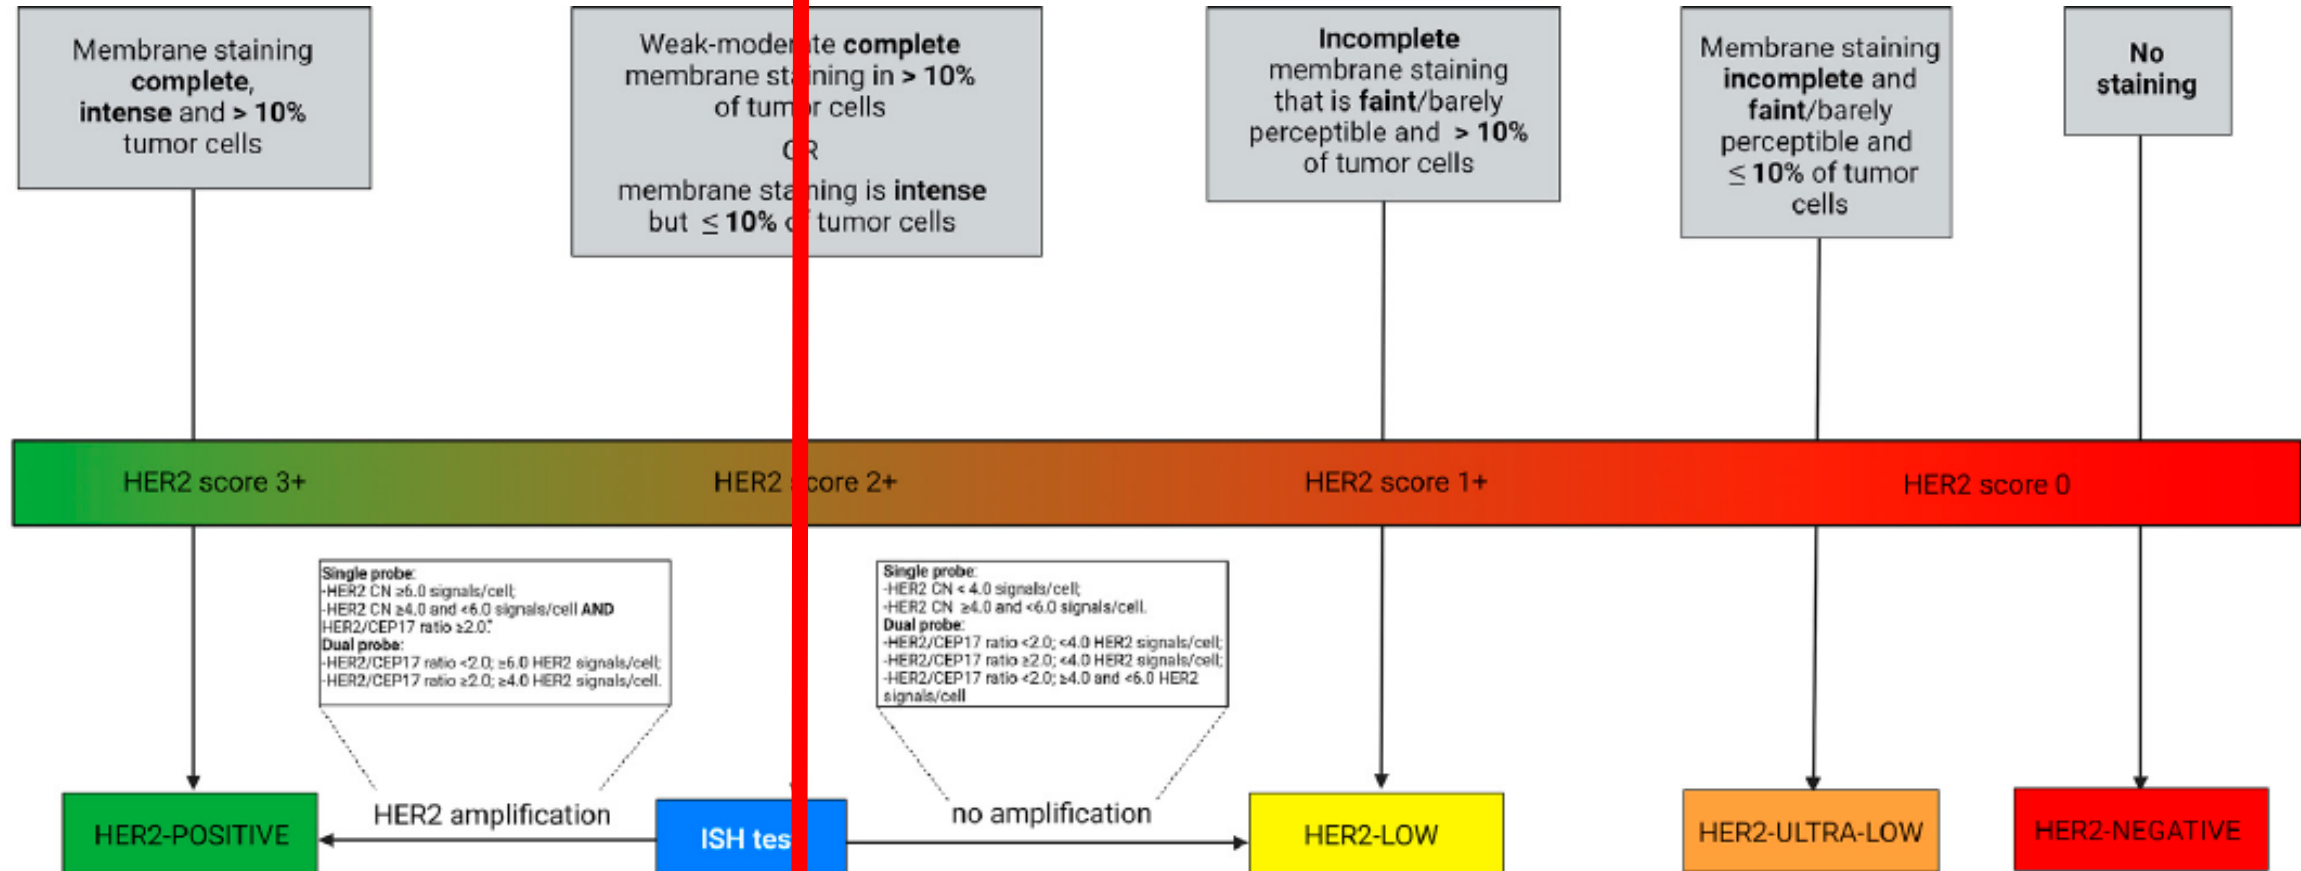 Membrane staining
complete,
intense and > 10%
tumor cells
Weak-moderate complete
membrane staining in > 10%
of tumor cells
OR
membrane staining is intense
but ≤ 10% of tumor cells
Incomplete
membrane staining
that is faint/barely
perceptible and > 10%
of tumor cells
Membrane staining
incomplete and
faint/barely
perceptible and
≤ 10% of tumor
cells
No
staining
HER2 score 3+
HER2 score 2+
HER2 score 1+
HER2 score 0
Single probe:
-HER2 CN ≥6.0 signals/cell;
-HER2 CN ≥4.0 and <6.0 signals/cell AND
HER2/CEP17 ratio ≥2.0.*
Dual probe:
-HER2/CEP17 ratio <2.0; ≥6.0 HER2 signals/cell;
-HER2/CEP17 ratio ≥2.0; ≥4.0 HER2 signals/cell.
Single probe:
-HER2 CN < 4.0 signals/cell;
-HER2 CN ≥4.0 and <6.0 signals/cell.
Dual probe:
-HER2/CEP17 ratio <2.0; <4.0 HER2 signals/cell;
-HER2/CEP17 ratio ≥2.0; <4.0 HER2 signals/cell;
-HER2/CEP17 ratio <2.0; ≥4.0 and <6.0 HER2
signals/cell
HER2-POSITIVE
HER2 amplification
ISH test
no amplification
HER2-LOW
HER2-ULTRA-LOW
HER2-NEGATIVE